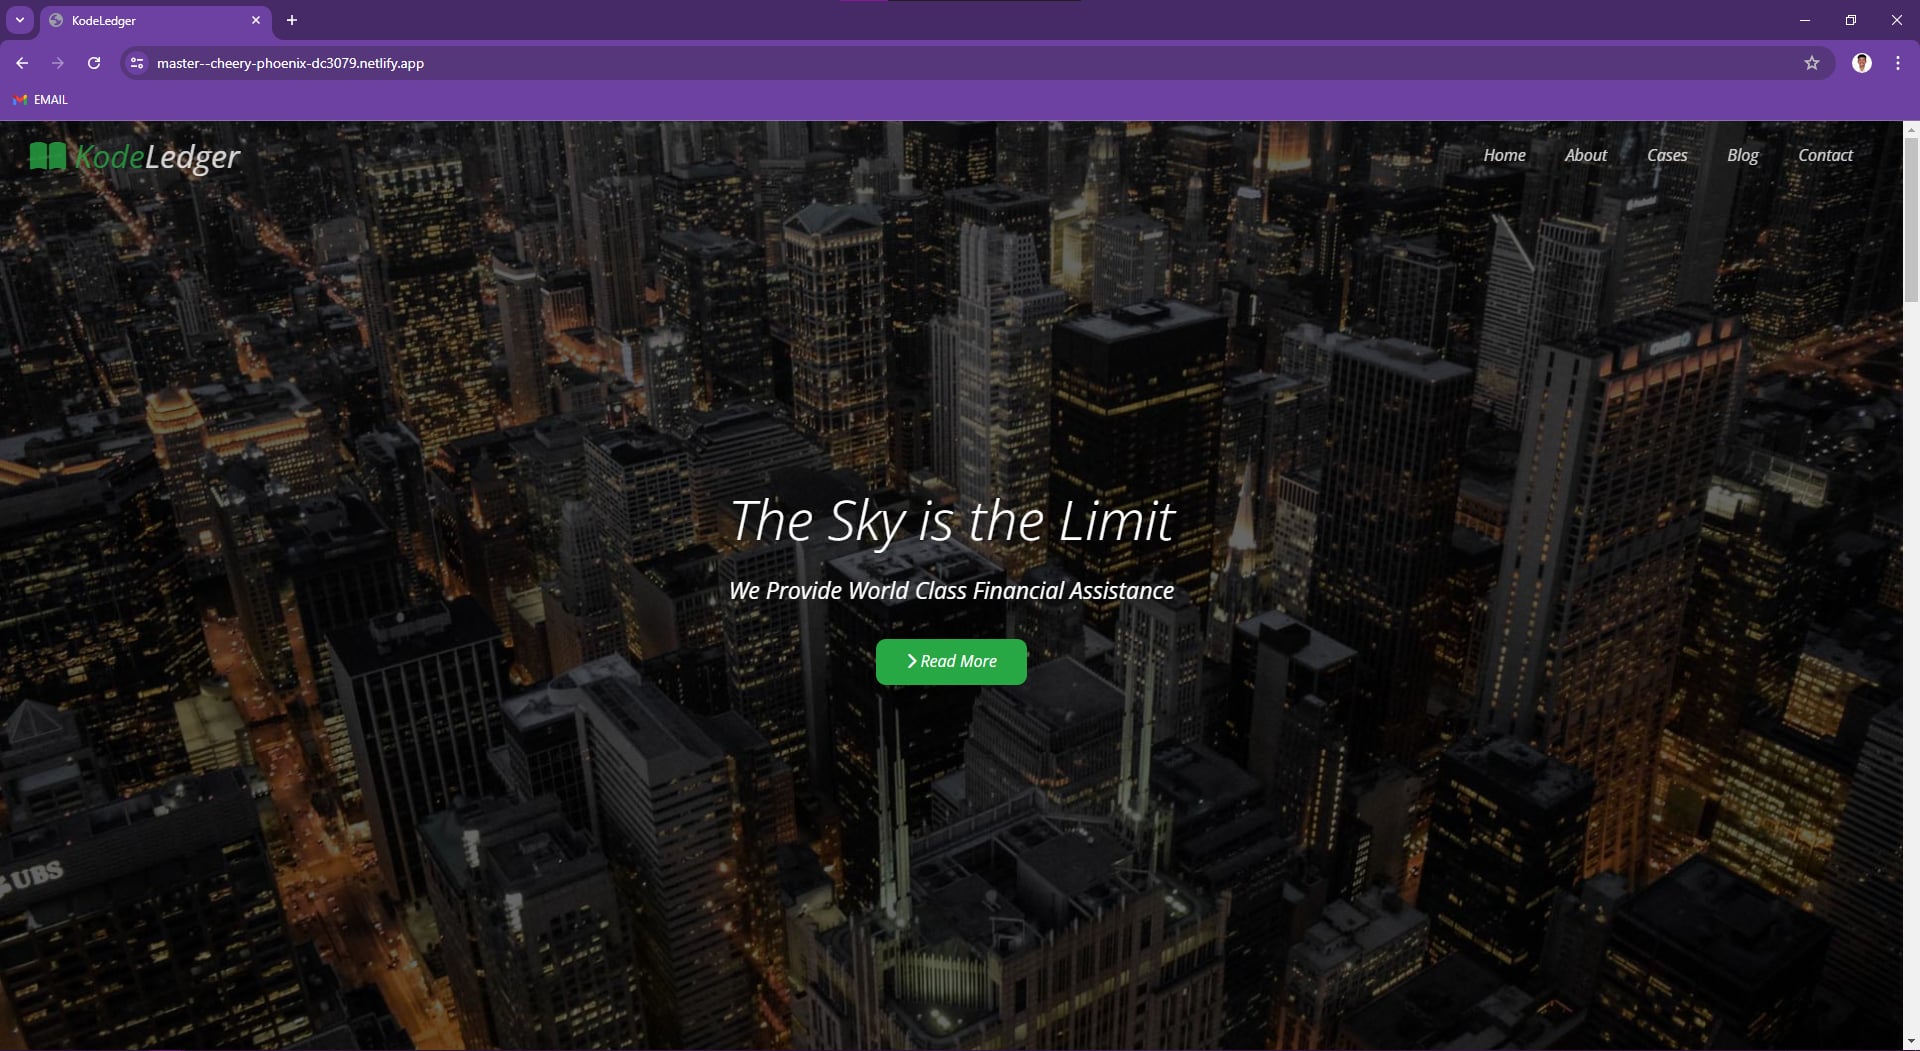 KodeLedger
master--cheery-phoenix-dc3079.netlify.app
EMAIL
KodeLedger
Home
About
Cases
Blog
Contact
The Sky is the Limit
We Provide World Class Financial Assistance
Read More
UBS